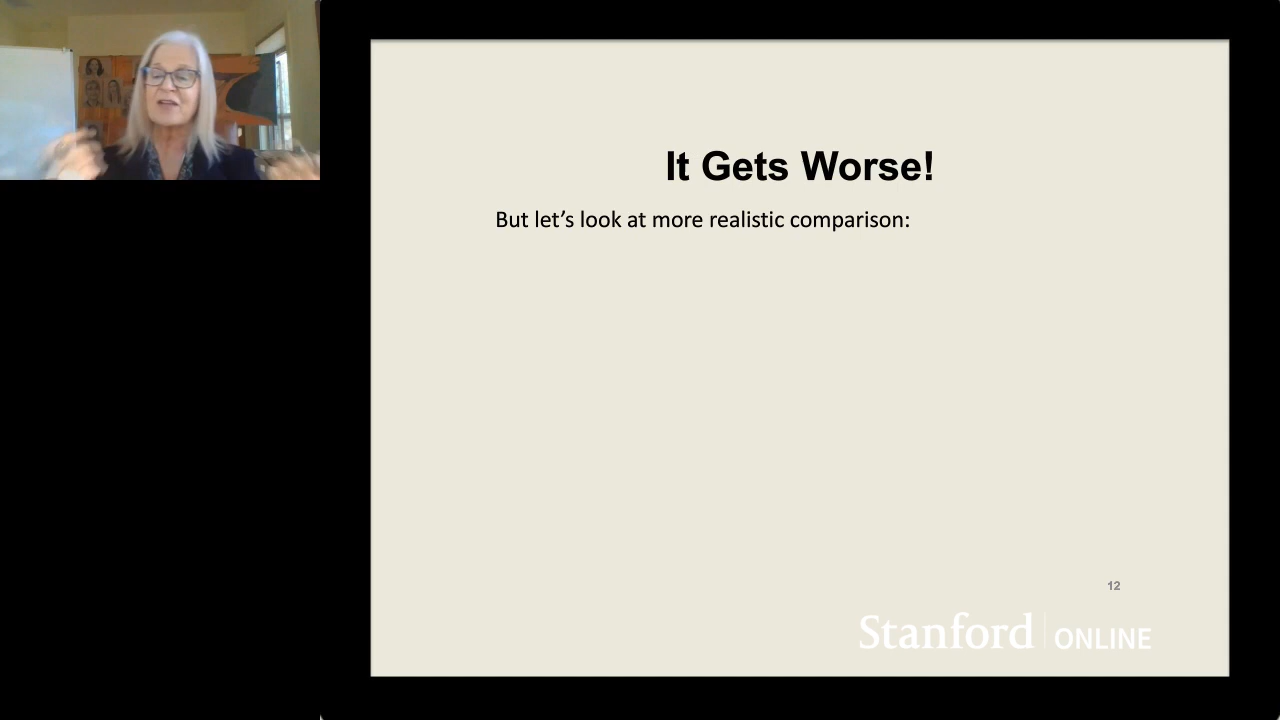 It Gets Worse!
But let’s look at more realistic comparison:
12
Stanford ONLINE